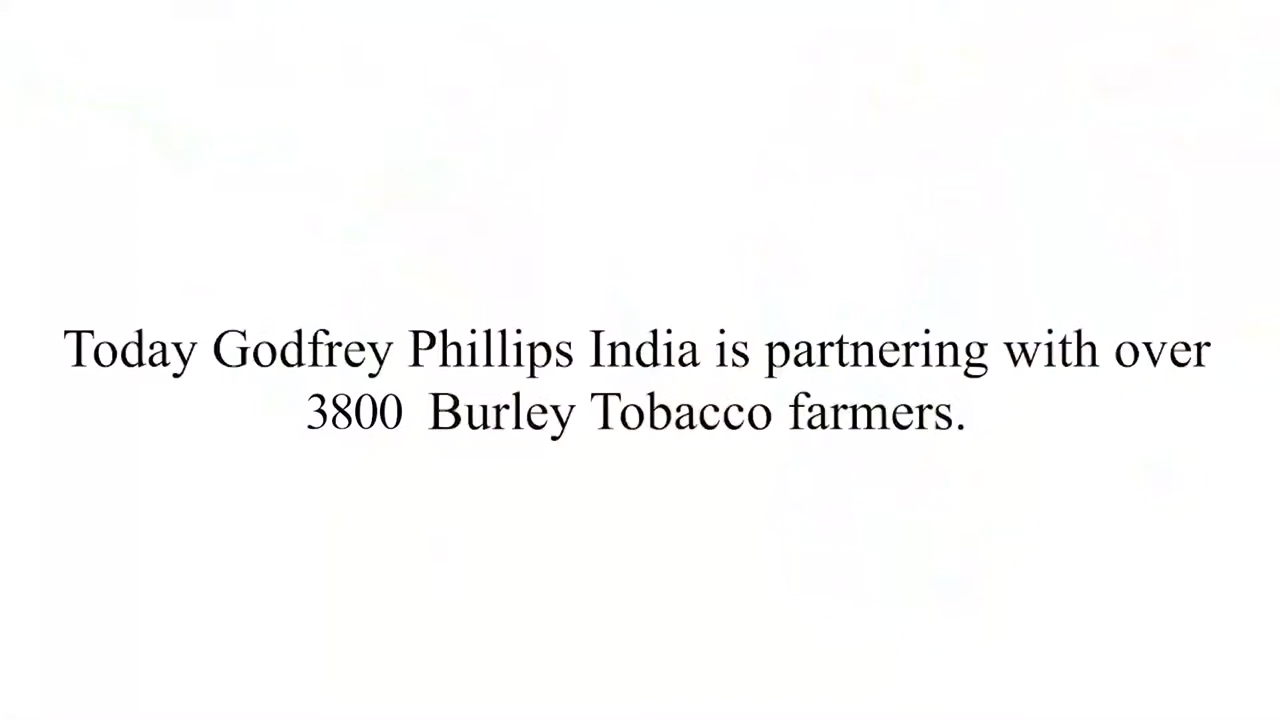 Today Godfrey Phillips India is partnering with over
3800  Burley Tobacco farmers.